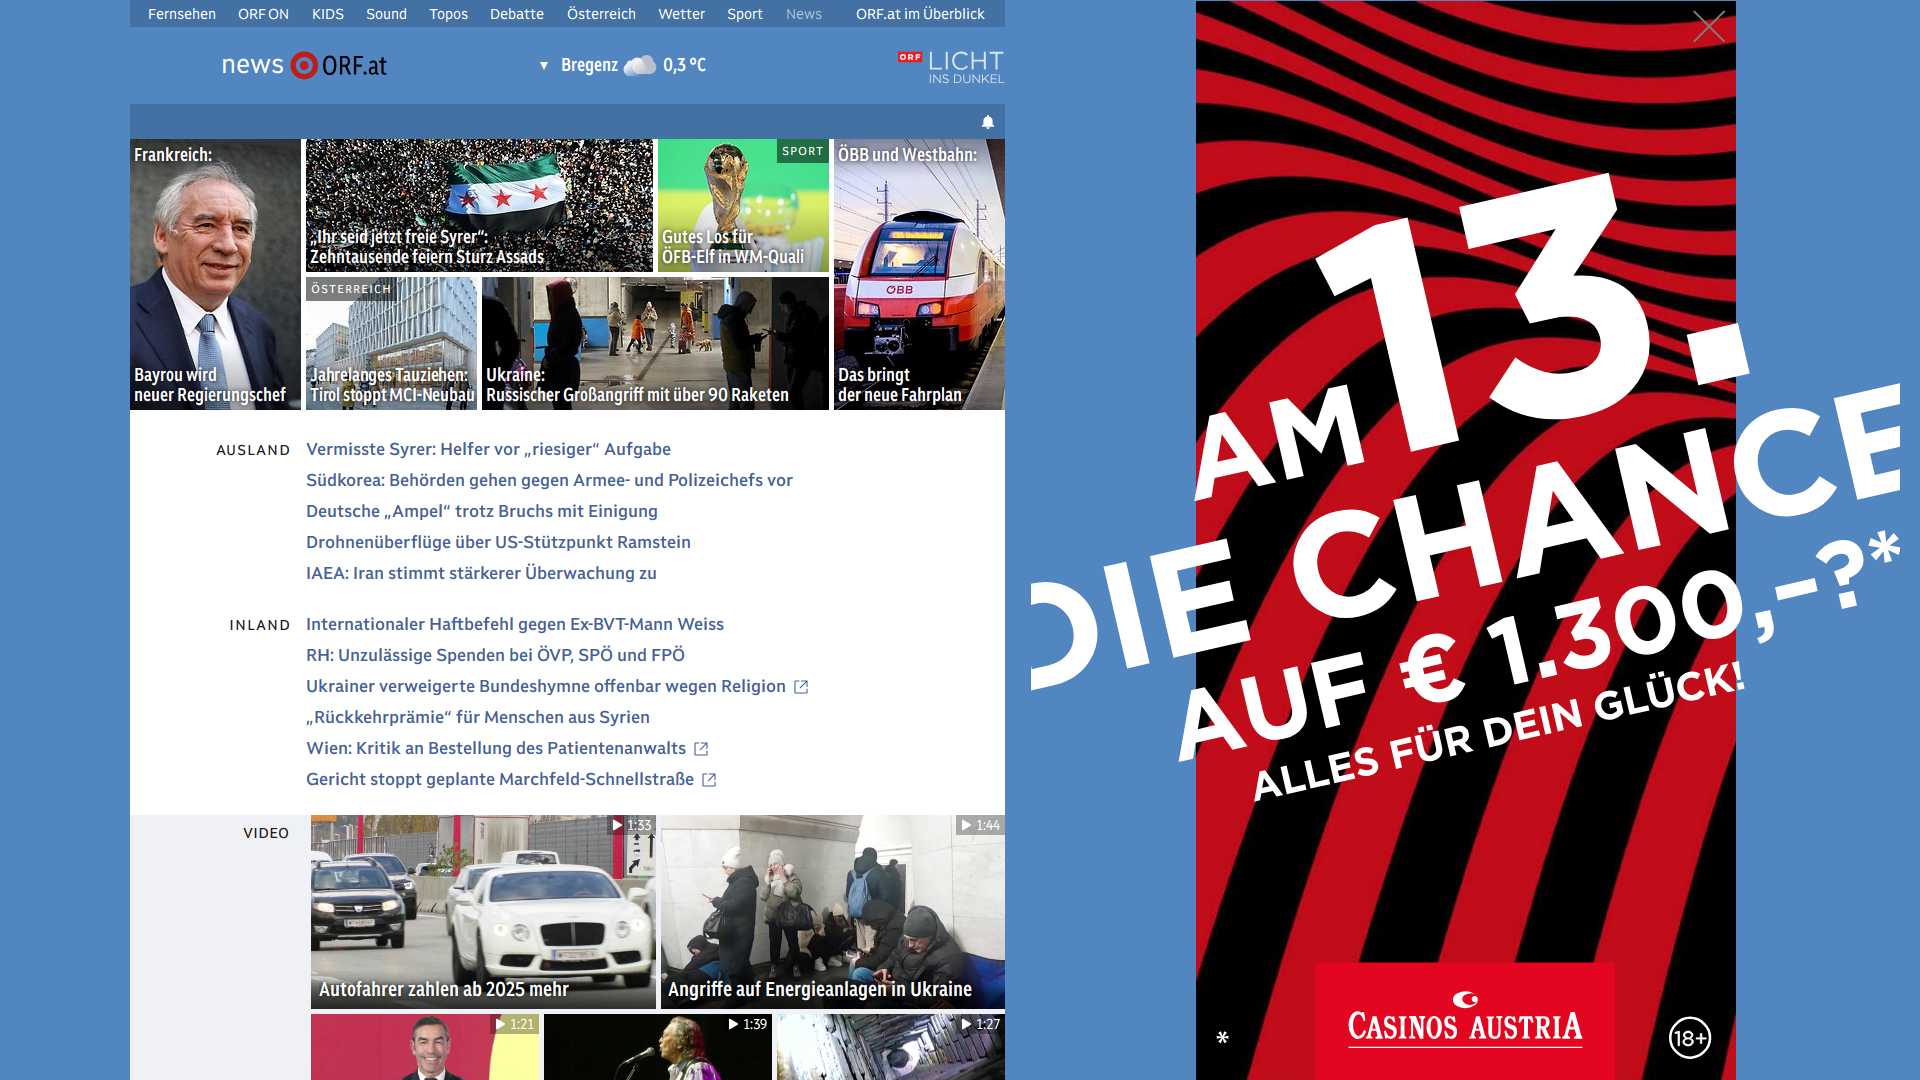 Fernsehen ORF ON KIDS Sound Topos Debatte Österreich Wetter Sport News ORF.at im Überblick
news ORF.at
Bregenz 0,3 °C
ORF LICHT
INS DUNKEL
Frankreich:
Bayrou wird
neuer Regierungschef
„Ihr seid jetzt freie Syrer“:
Zehntausende feiern Sturz Assads
SPORT
Gutes Los für
ÖFB-Elf in WM-Quali
ÖBB und Westbahn:
ÖBB
Das bringt
der neue Fahrplan
ÖSTERREICH
Jahrelanges Tauziehen:
Tirol stoppt MCI-Neubau
Ukraine:
Russischer Großangriff mit über 90 Raketen
AUSLAND
Vermisste Syrer: Helfer vor „riesiger“ Aufgabe
Südkorea: Behörden gehen gegen Armee- und Polizeichefs vor
Deutsche „Ampel“ trotz Bruchs mit Einigung
Drohnenüberflüge über US-Stützpunkt Ramstein
IAEA: Iran stimmt stärkerer Überwachung zu
INLAND
Internationaler Haftbefehl gegen Ex-BVT-Mann Weiss
RH: Unzulässige Spenden bei ÖVP, SPÖ und FPÖ
Ukrainer verweigerte Bundeshymne offenbar wegen Religion
„Rückkehrprämie“ für Menschen aus Syrien
Wien: Kritik an Bestellung des Patientenanwalts
Gericht stoppt geplante Marchfeld-Schnellstraße
VIDEO
1:33
Autofahrer zahlen ab 2025 mehr
1:44
Angriffe auf Energieanlagen in Ukraine
1:21
1:39
1:27
AM 13.
DIE CHANCE
AUF € 1.300,–?*
ALLES FÜR DEIN GLÜCK!
CASINOS AUSTRIA
*
18+